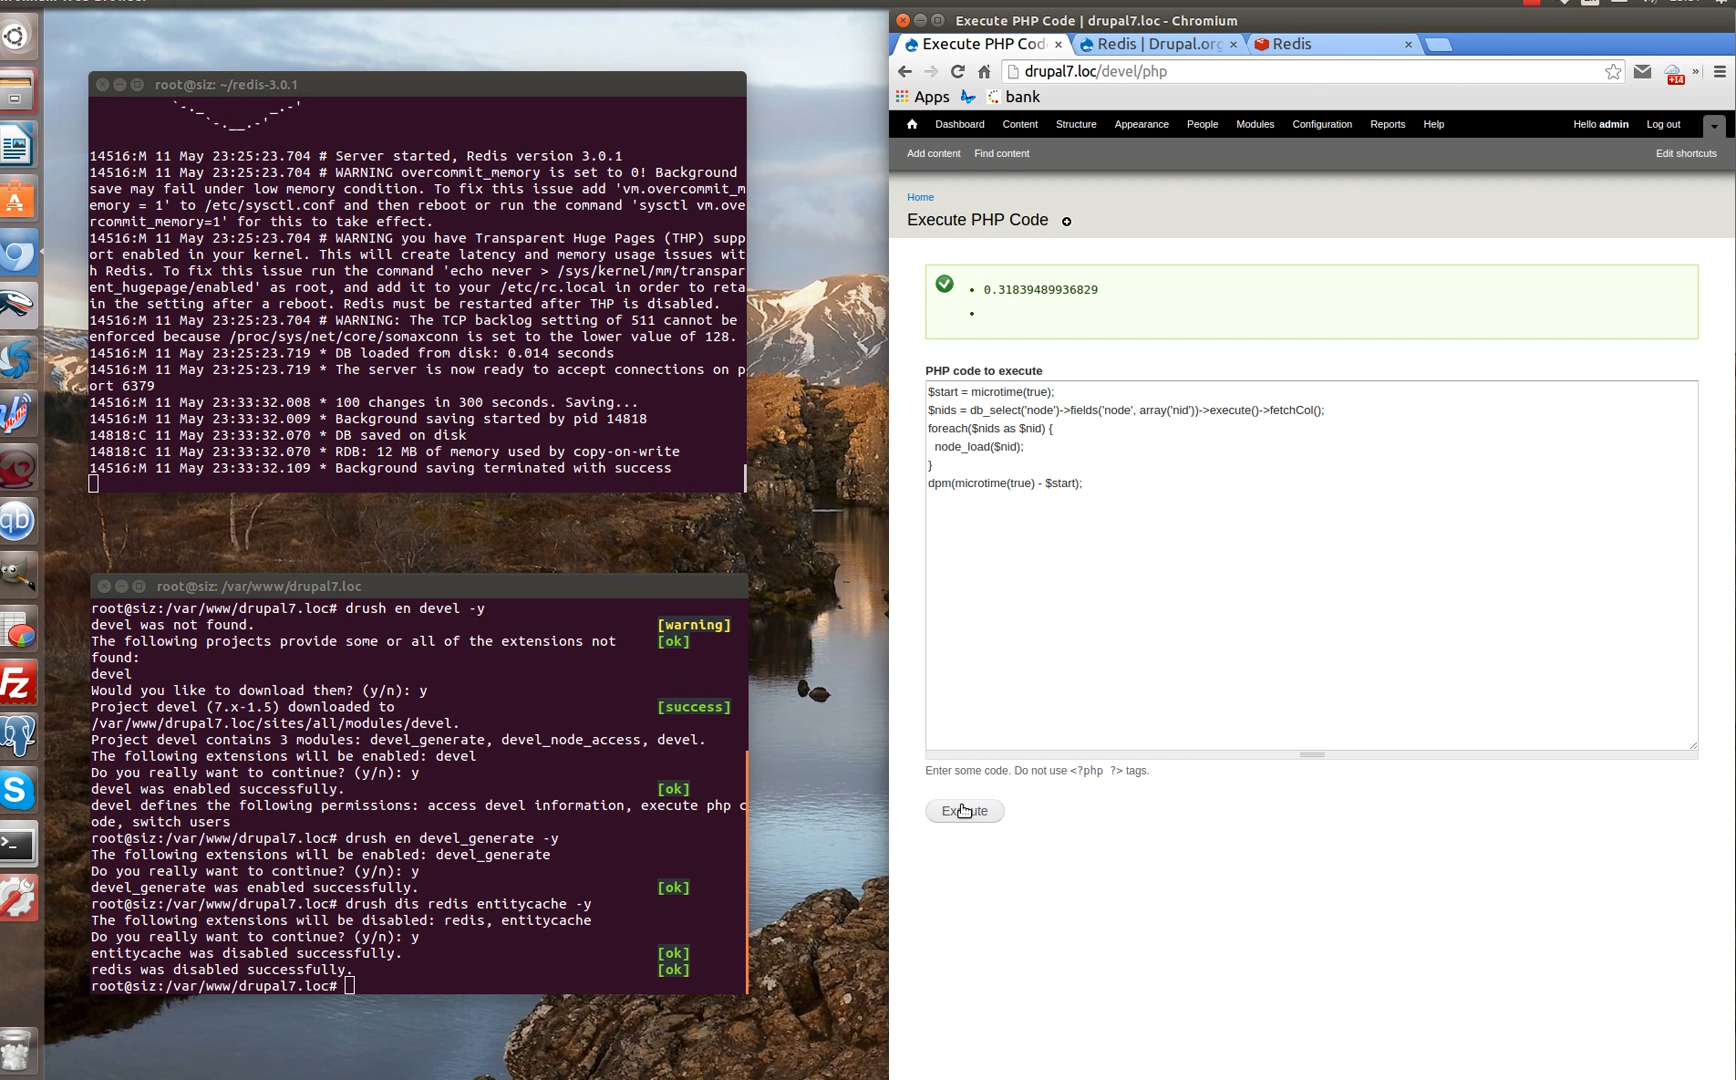 root@siz: ~/redis-3.0.1
14516:M 11 May 23:25:23.704 # Server started, Redis version 3.0.1
14516:M 11 May 23:25:23.704 # WARNING overcommit_memory is set to 0! Background
save may fail under low memory condition. To fix this issue add 'vm.overcommit_m
emory = 1' to /etc/sysctl.conf and then reboot or run the command 'sysctl vm.ove
rcommit_memory=1' for this to take effect.
14516:M 11 May 23:25:23.704 # WARNING you have Transparent Huge Pages (THP) supp
ort enabled in your kernel. This will create latency and memory usage issues wit
h Redis. To fix this issue run the command 'echo never > /sys/kernel/mm/transpar
ent_hugepage/enabled' as root, and add it to your /etc/rc.local in order to reta
in the setting after a reboot. Redis must be restarted after THP is disabled.
14516:M 11 May 23:25:23.704 # WARNING: The TCP backlog setting of 511 cannot be
enforced because /proc/sys/net/core/somaxconn is set to the lower value of 128.
14516:M 11 May 23:25:23.719 * DB loaded from disk: 0.014 seconds
14516:M 11 May 23:25:23.719 * The server is now ready to accept connections on p
ort 6379
14516:M 11 May 23:33:32.008 * 100 changes in 300 seconds. Saving...
14516:M 11 May 23:33:32.009 * Background saving started by pid 14818
14818:C 11 May 23:33:32.070 * DB saved on disk
14818:C 11 May 23:33:32.070 * RDB: 12 MB of memory used by copy-on-write
14516:M 11 May 23:33:32.109 * Background saving terminated with success
root@siz: /var/www/drupal7.loc
root@siz:/var/www/drupal7.loc# drush en devel -y
devel was not found. [warning]
The following projects provide some or all of the extensions not [ok]
found:
devel
Would you like to download them? (y/n): y
Project devel (7.x-1.5) downloaded to [success]
/var/www/drupal7.loc/sites/all/modules/devel.
Project devel contains 3 modules: devel_generate, devel_node_access, devel.
The following extensions will be enabled: devel
Do you really want to continue? (y/n): y
devel was enabled successfully. [ok]
devel defines the following permissions: access devel information, execute php c
ode, switch users
root@siz:/var/www/drupal7.loc# drush en devel_generate -y
The following extensions will be enabled: devel_generate
Do you really want to continue? (y/n): y
devel_generate was enabled successfully. [ok]
root@siz:/var/www/drupal7.loc# drush dis redis entitycache -y
The following extensions will be disabled: redis, entitycache
Do you really want to continue? (y/n): y
entitycache was disabled successfully. [ok]
redis was disabled successfully. [ok]
root@siz:/var/www/drupal7.loc#
Execute PHP Code | drupal7.loc - Chromium
Execute PHP Cod Redis | Drupal.org Redis
drupal7.loc/devel/php
+14
Apps bank
Dashboard Content Structure Appearance People Modules Configuration Reports Help Hello admin Log out
Add content Find content Edit shortcuts
Home
Execute PHP Code
0.31839489936829
PHP code to execute
$start = microtime(true);
$nids = db_select('node')->fields('node', array('nid'))->execute()->fetchCol();
foreach($nids as $nid) {
node_load($nid);
}
dpm(microtime(true) - $start);
Enter some code. Do not use <?php ?> tags.
Execute